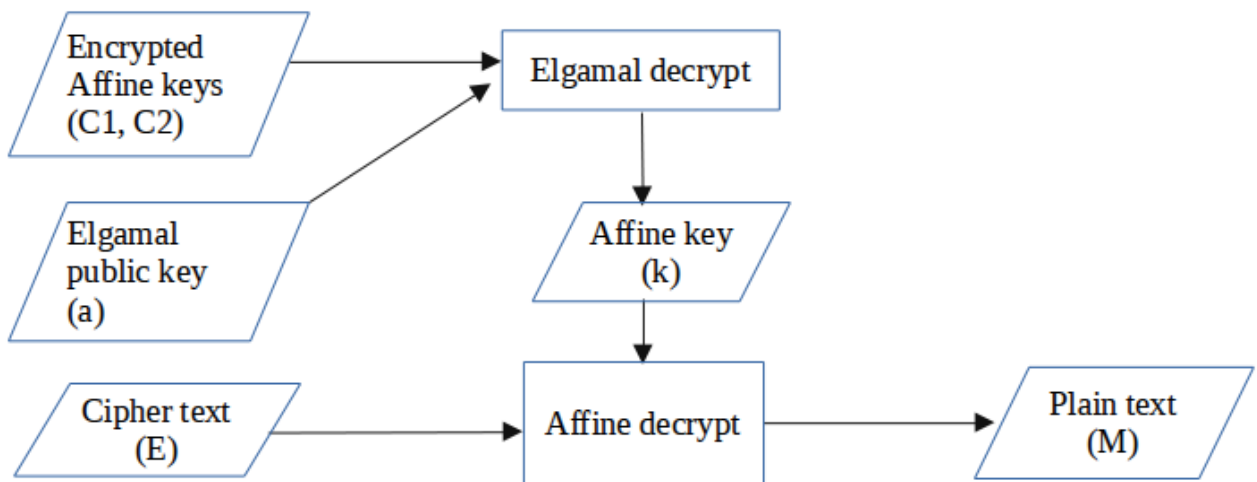 Encrypted
Affine keys
(C1, C2)
Elgamal decrypt
Elgamal
public key
(a)
Affine key
(k)
Cipher text
(E)
Affine decrypt
Plain text
(M)